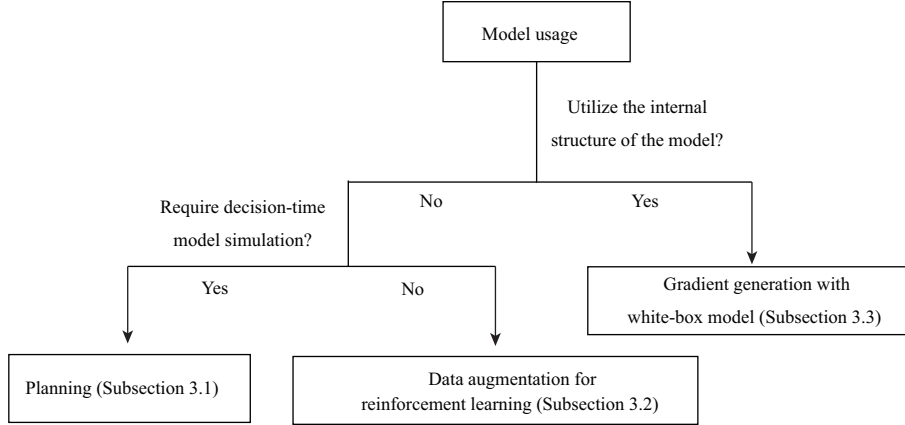 Model usage
Utilize the internal
structure of the model?
No
Yes
Require decision-time
model simulation?
Yes
No
Gradient generation with
white-box model (Subsection 3.3)
Planning (Subsection 3.1)
Data augmentation for
reinforcement learning (Subsection 3.2)